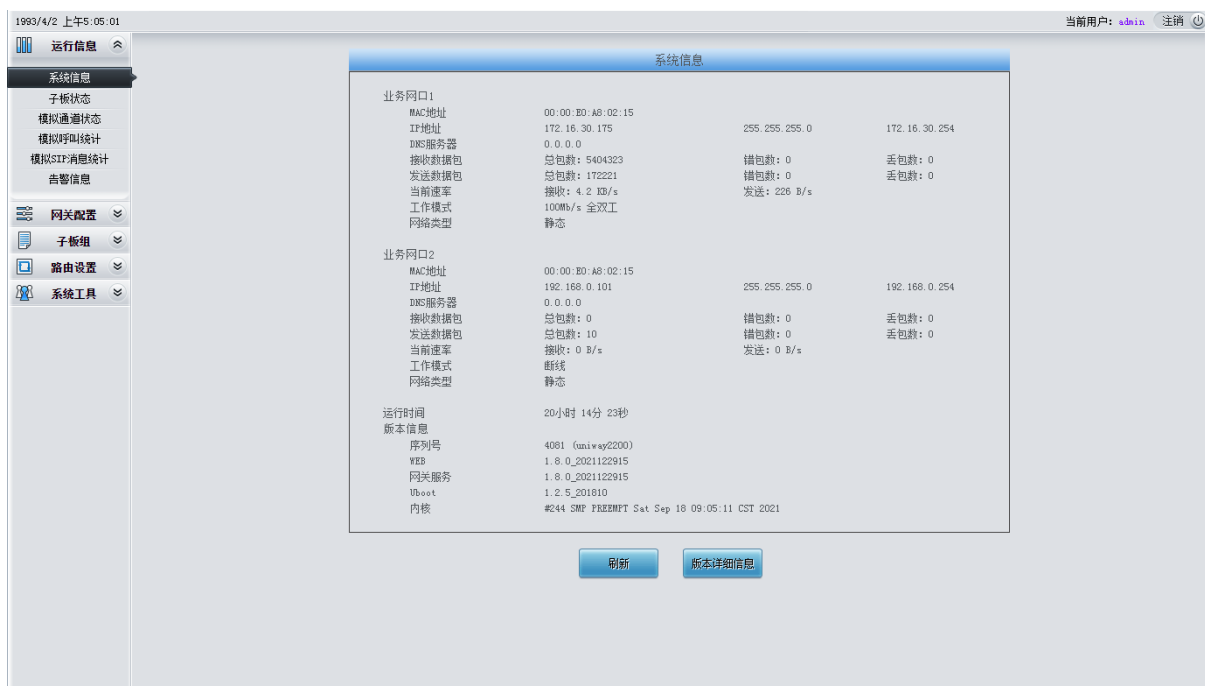 1993/4/2 上午5:05:01 当前用户: admin 注销
运行信息
系统信息
子板状态
模拟通道状态
模拟呼叫统计
模拟SIP消息统计
告警信息
网关配置
子板组
路由设置
系统工具
系统信息
业务网口1
MAC地址 00:00:E0:A8:02:15
IP地址 172.16.30.175 255.255.255.0 172.16.30.254
DNS服务器 0.0.0.0
接收数据包 总包数: 5404323 错包数: 0 丢包数: 0
发送数据包 总包数: 172221 错包数: 0 丢包数: 0
当前速率 接收: 4.2 KB/s 发送: 226 B/s
工作模式 100Mb/s 全双工
网络类型 静态
业务网口2
MAC地址 00:00:E0:A8:02:15
IP地址 192.168.0.101 255.255.255.0 192.168.0.254
DNS服务器 0.0.0.0
接收数据包 总包数: 0 错包数: 0 丢包数: 0
发送数据包 总包数: 10 错包数: 0 丢包数: 0
当前速率 接收: 0 B/s 发送: 0 B/s
工作模式 断线
网络类型 静态
运行时间 20小时 14分 23秒
版本信息
序列号 4081 (uniway2200)
WEB 1.8.0_2021122915
网关服务 1.8.0_2021122915
Uboot 1.2.5_201810
内核 #244 SMP PREEMPT Sat Sep 18 09:05:11 CST 2021
刷新 版本详细信息